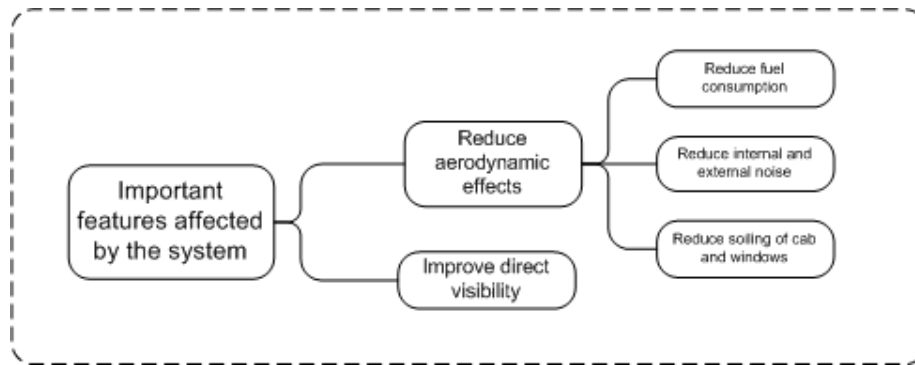 Important
features affected
by the system
Reduce
aerodynamic
effects
Improve direct
visibility
Reduce fuel
consumption
Reduce internal and
external noise
Reduce soiling of cab
and windows